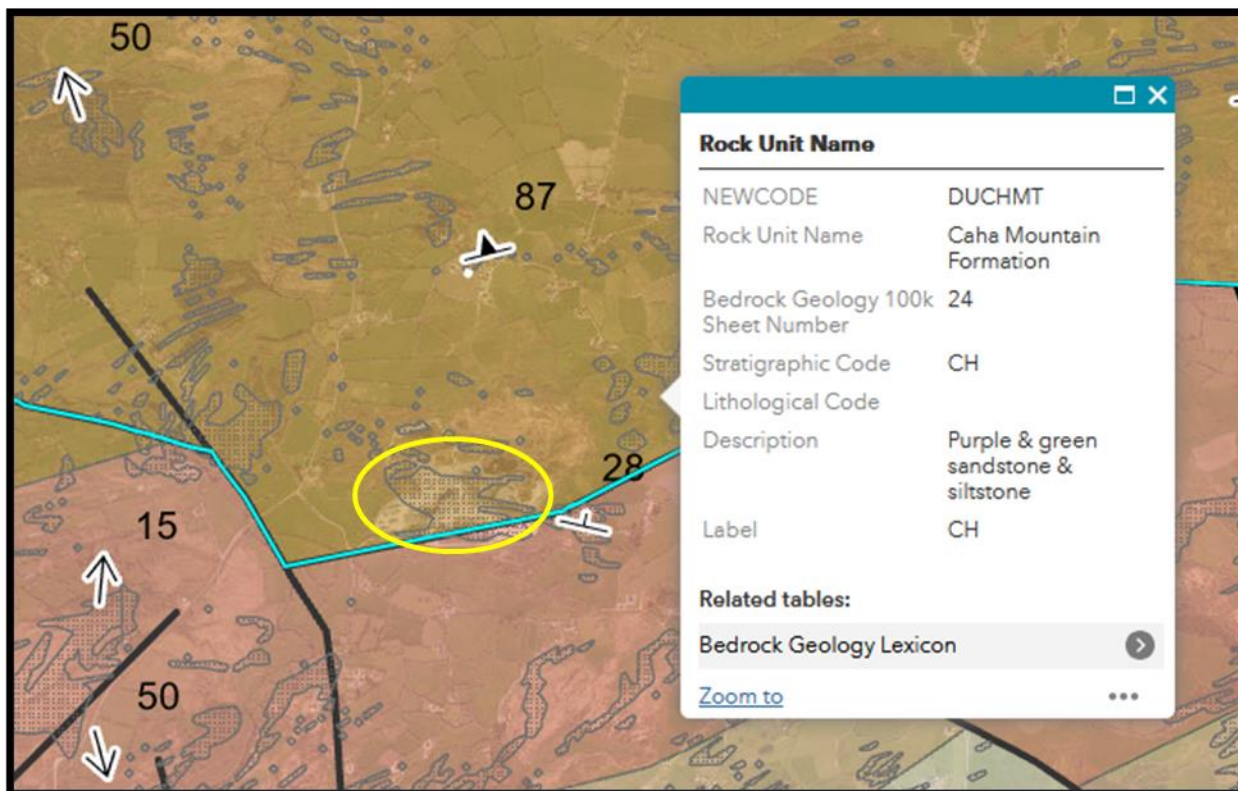 50
87
28
15
50
Rock Unit Name
NEWCODE DUCHMT
Rock Unit Name Caha Mountain
Formation
Bedrock Geology 100k 24
Sheet Number
Stratigraphic Code CH
Lithological Code
Description Purple & green
sandstone &
siltstone
Label CH
Related tables:
Bedrock Geology Lexicon
Zoom to